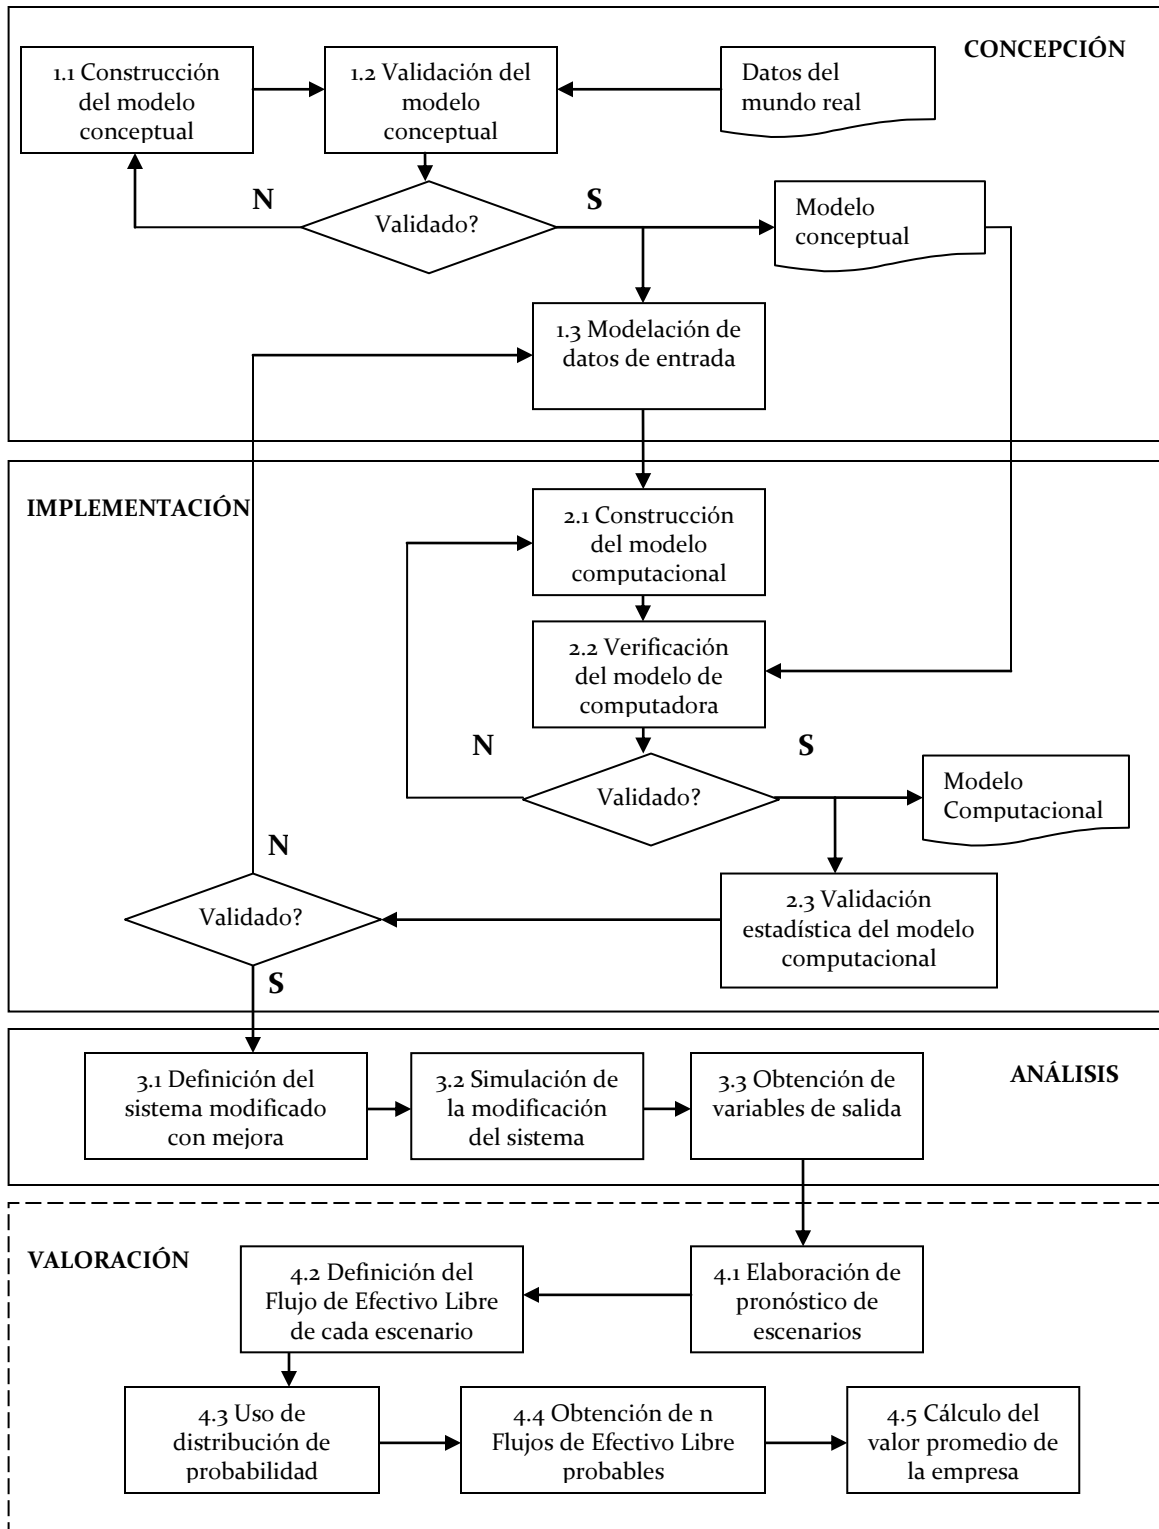 CONCEPCIÓN
1.1 Construcción
del modelo
conceptual
1.2 Validación del
modelo
conceptual
Datos del
mundo real
N
S
Validado?
Modelo
conceptual
1.3 Modelación de
datos de entrada
IMPLEMENTACIÓN
2.1 Construcción
del modelo
computacional
2.2 Verificación
del modelo de
computadora
N
S
Validado?
Modelo
Computacional
N
Validado?
S
2.3 Validación
estadística del modelo
computacional
ANÁLISIS
3.1 Definición del
sistema modificado
con mejora
3.2 Simulación de
la modificación
del sistema
3.3 Obtención de
variables de salida
VALORACIÓN
4.2 Definición del
Flujo de Efectivo Libre
de cada escenario
4.1 Elaboración de
pronóstico de
escenarios
4.3 Uso de
distribución de
probabilidad
4.4 Obtención de n
Flujos de Efectivo Libre
probables
4.5 Cálculo del
valor promedio de
la empresa